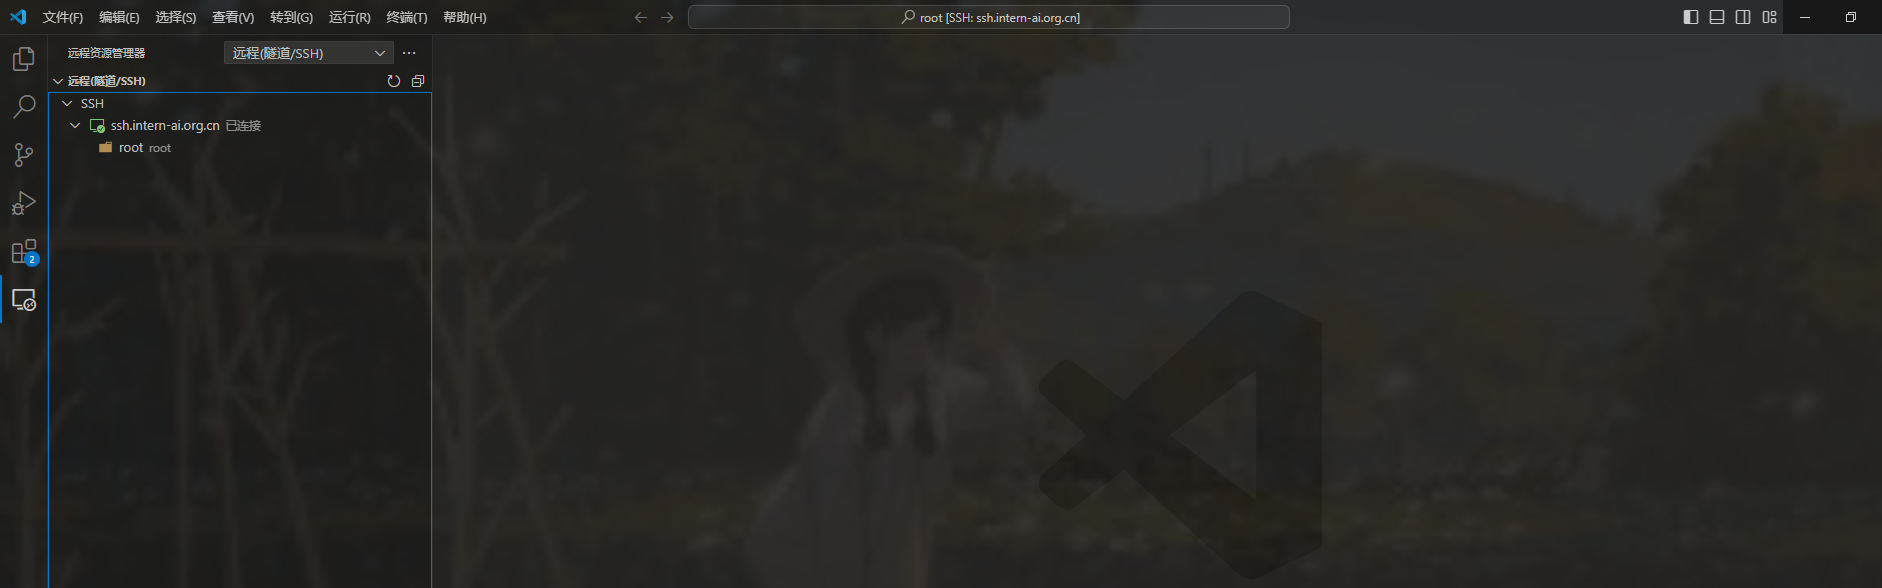 文件(F) 编辑(E) 选择(S) 查看(V) 转到(G) 运行(R) 终端(T) 帮助(H) root [SSH: ssh.intern-ai.org.cn]
远程资源管理器 远程(隧道/SSH)
远程(隧道/SSH)
SSH
ssh.intern-ai.org.cn 已连接
root root
2